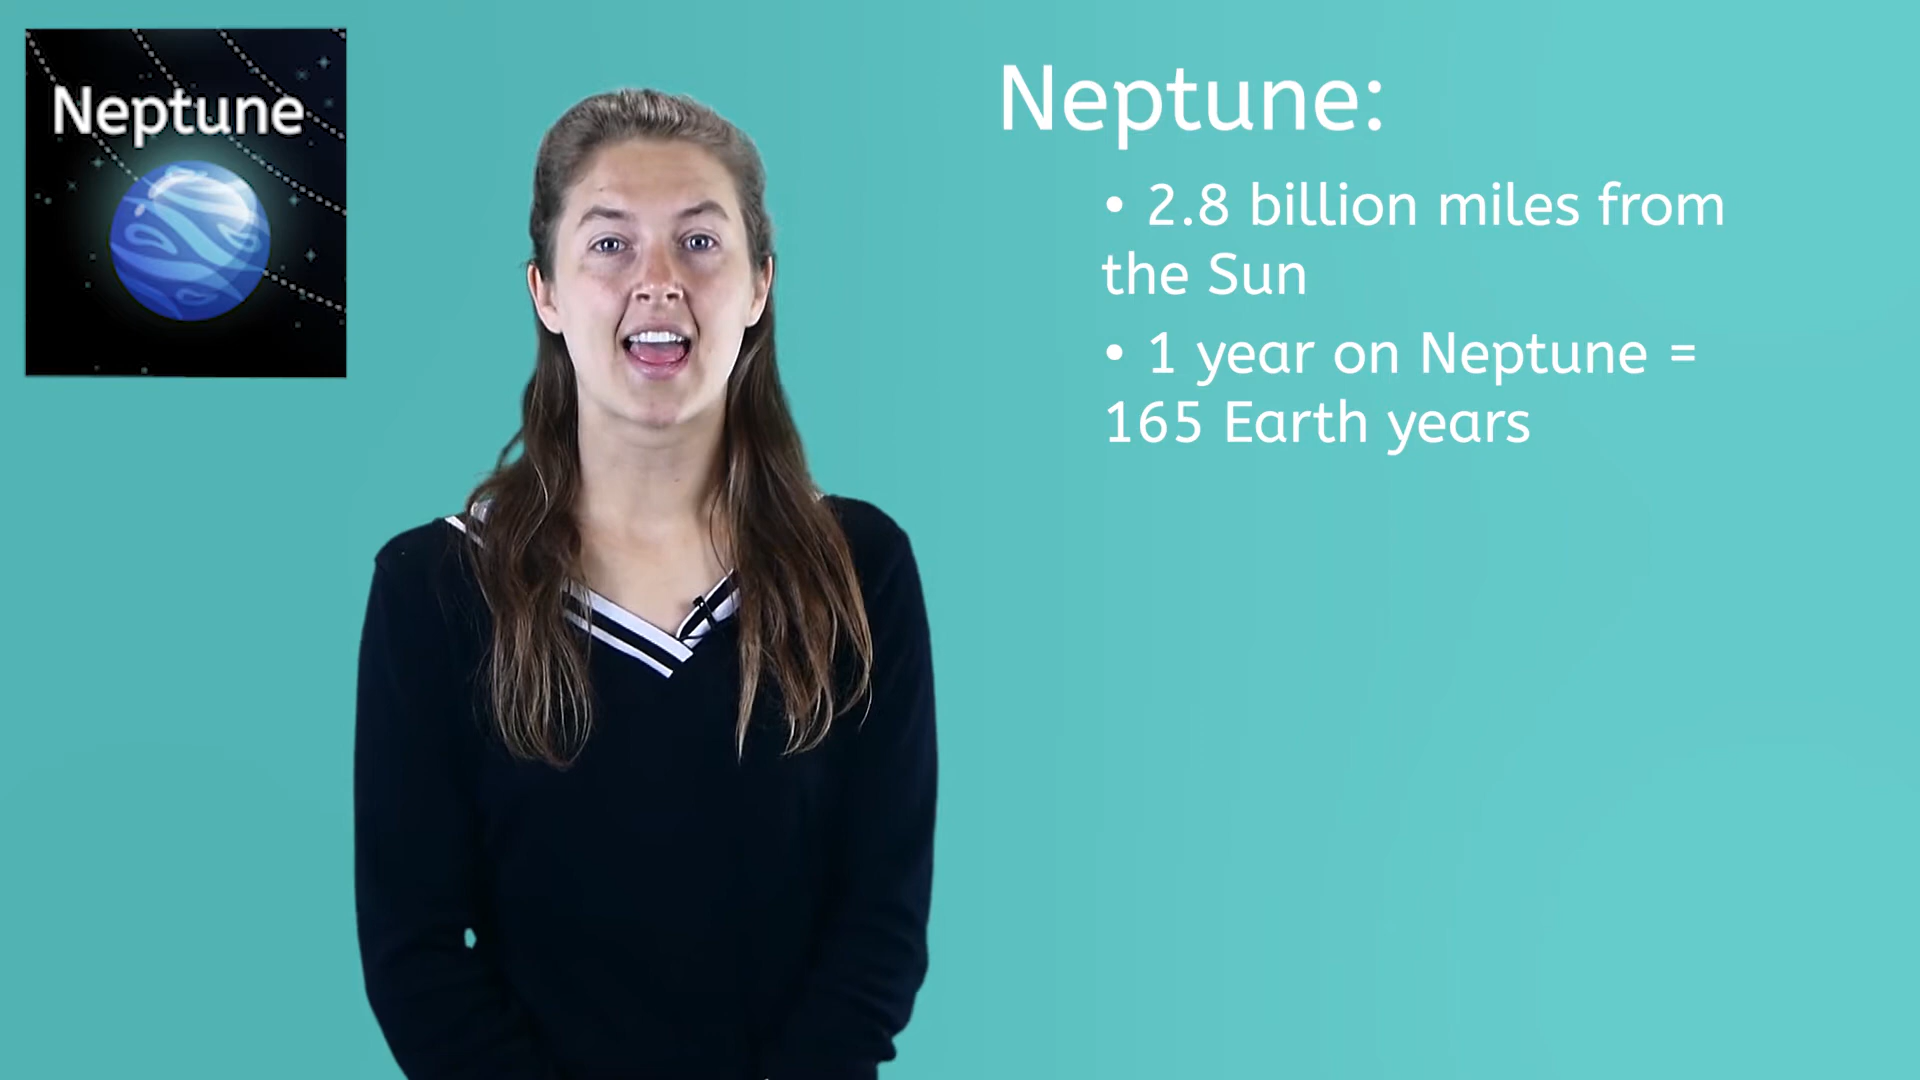 Neptune
Neptune:
• 2.8 billion miles from
the Sun
• 1 year on Neptune =
165 Earth years